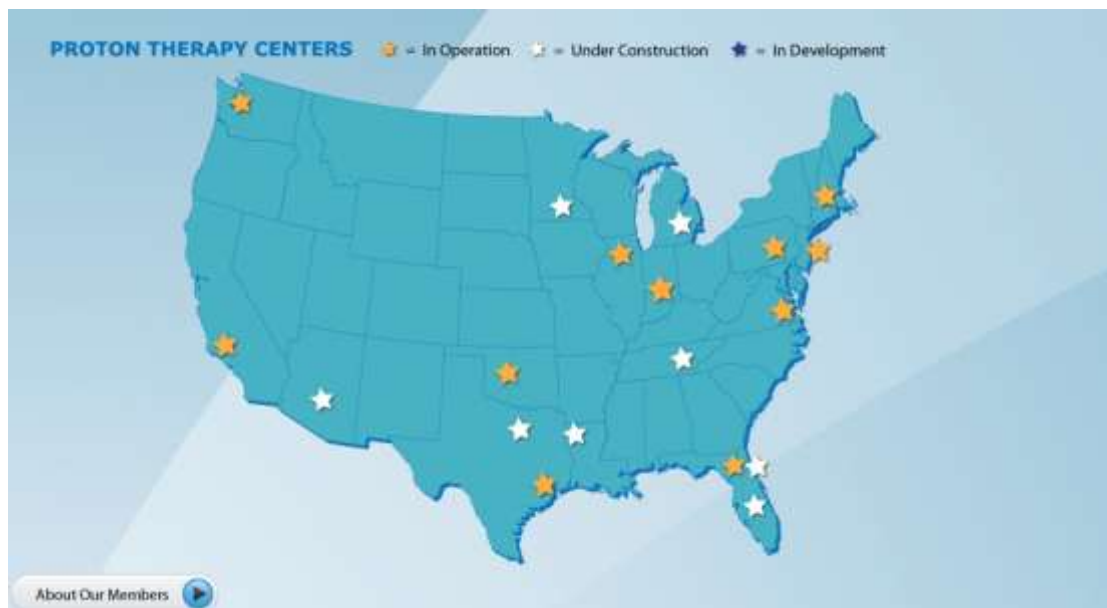 PROTON THERAPY CENTERS = In Operation = Under Construction = In Development
About Our Members